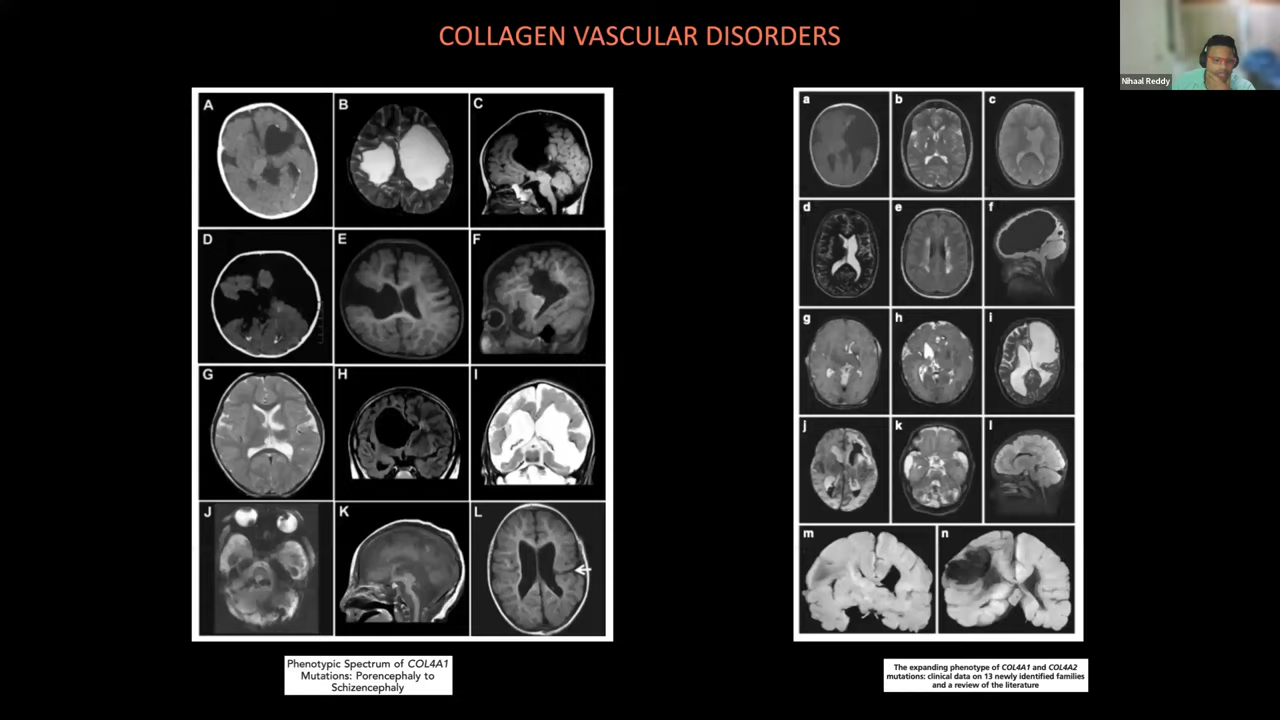 COLLAGEN VASCULAR DISORDERS
Nihaal Reddy
A
B
C
D
E
F
G
H
I
J
K
L
Phenotypic Spectrum of COL4A1
Mutations: Porencephaly to
Schizencephaly
a
b
c
d
e
f
g
h
i
j
k
l
m
n
The expanding phenotype of COL4A1 and COL4A2
mutations: clinical data on 13 newly identified families
and a review of the literature